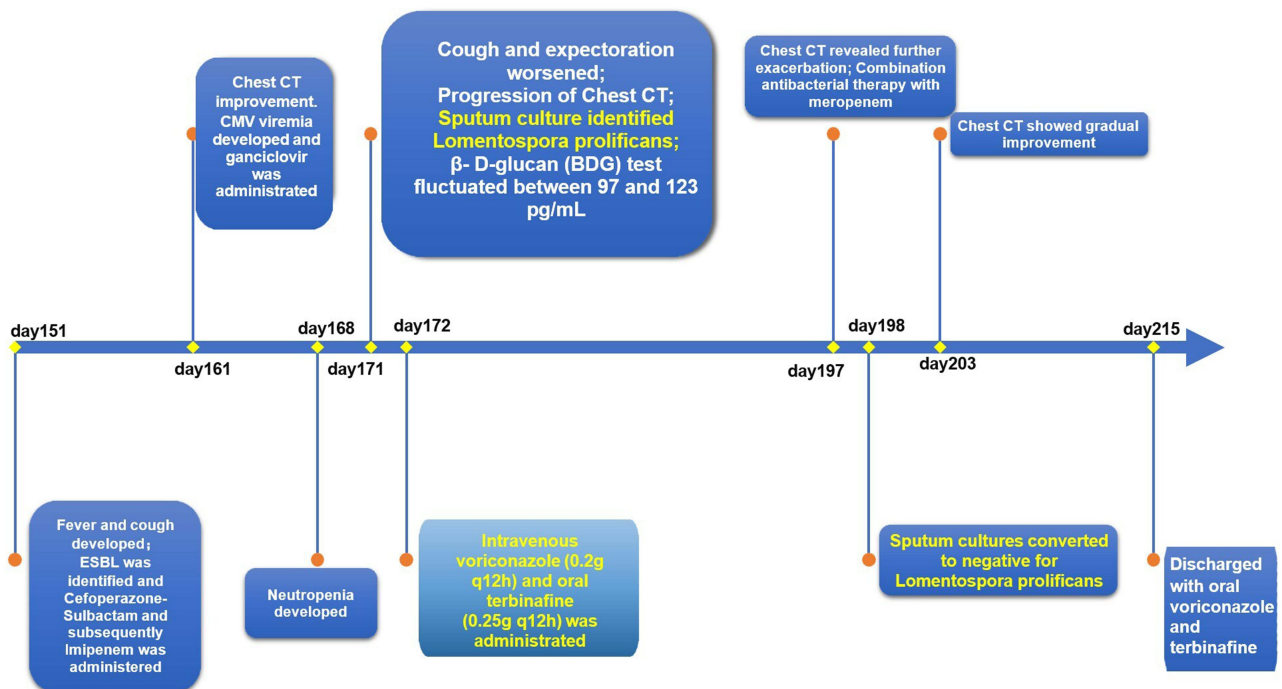 Chest CT
improvement.
CMV viremia
developed and
ganciclovir
was
administrated
Cough and expectoration
worsened;
Progression of Chest CT;
Sputum culture identified
Lomentospora prolificans;
β- D-glucan (BDG) test
fluctuated between 97 and 123
pg/mL
Chest CT revealed further
exacerbation; Combination
antibacterial therapy with
meropenem
Chest CT showed gradual
improvement
day151
day161
day168
day171
day172
day197
day198
day203
day215
Fever and cough
developed；
ESBL was
identified and
Cefoperazone-
Sulbactam and
subsequently
Imipenem was
administered
Neutropenia
developed
Intravenous
voriconazole (0.2g
q12h) and oral
terbinafine
(0.25g q12h) was
administrated
Sputum cultures converted
to negative for
Lomentospora prolificans
Discharged
with oral
voriconazole
and
terbinafine